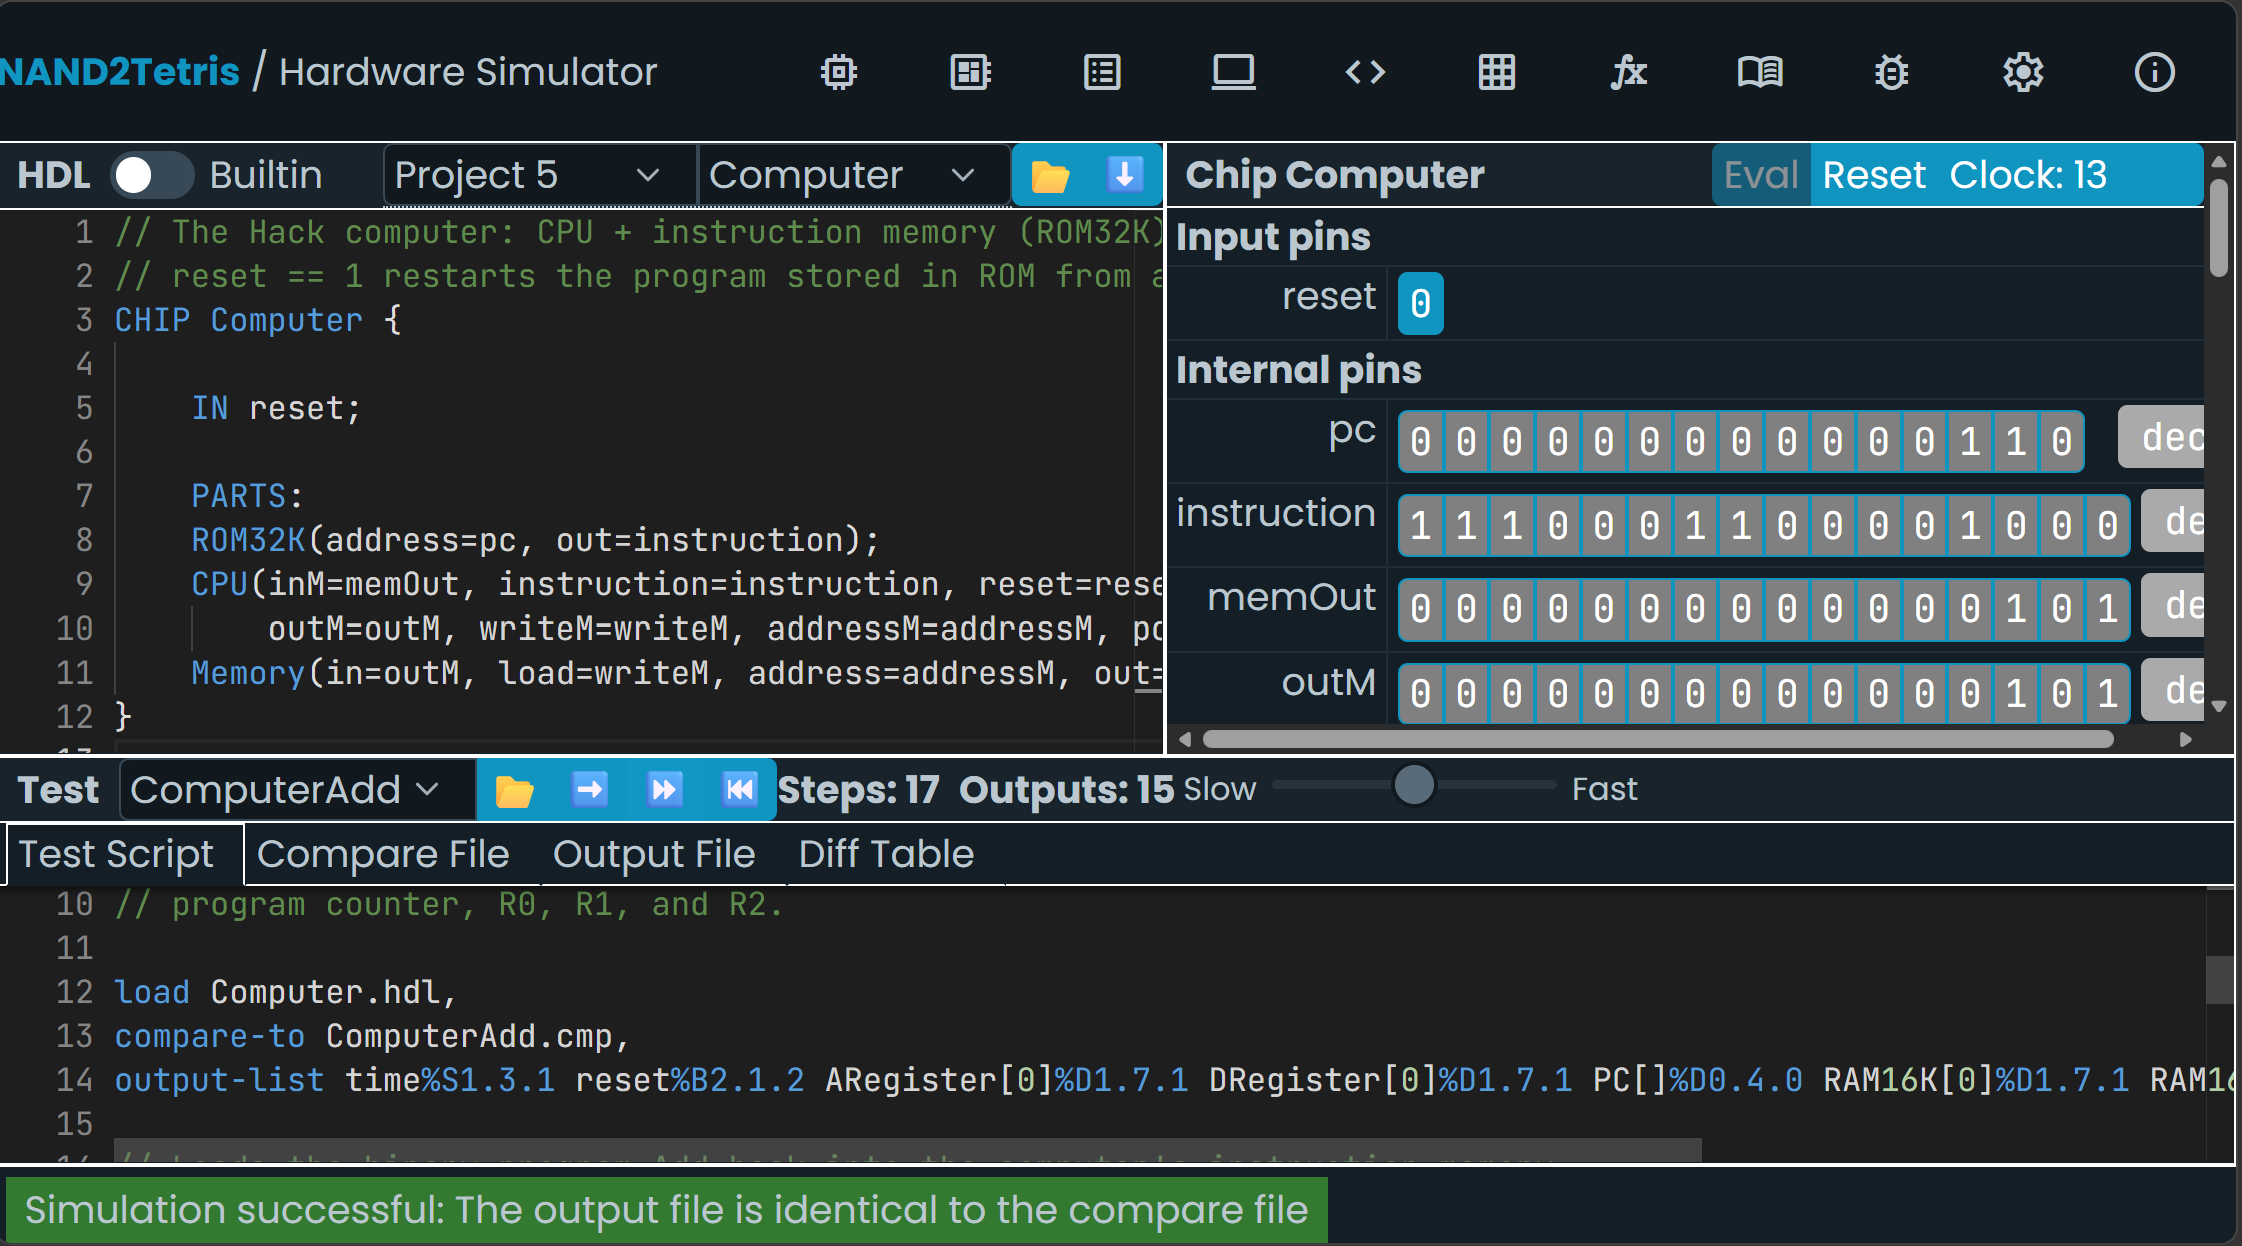 NAND2Tetris / Hardware Simulator
HDL Builtin Project 5 Computer
1 // The Hack computer: CPU + instruction memory (ROM32K)
2 // reset == 1 restarts the program stored in ROM from
3 CHIP Computer {
4
5 IN reset;
6
7 PARTS:
8 ROM32K(address=pc, out=instruction);
9 CPU(inM=memOut, instruction=instruction, reset=rese
10 outM=outM, writeM=writeM, addressM=addressM, pc
11 Memory(in=outM, load=writeM, address=addressM, out=
12 }
Chip Computer Eval Reset Clock: 13
Input pins
reset 0
Internal pins
pc 0 0 0 0 0 0 0 0 0 0 0 0 1 1 0 dec
instruction 1 1 1 0 0 0 1 1 0 0 0 0 1 0 0 0 de
memOut 0 0 0 0 0 0 0 0 0 0 0 0 0 1 0 1 de
outM 0 0 0 0 0 0 0 0 0 0 0 0 0 1 0 1 de
Test ComputerAdd Steps: 17 Outputs: 15 Slow Fast
Test Script Compare File Output File Diff Table
10 // program counter, R0, R1, and R2.
11
12 load Computer.hdl,
13 compare-to ComputerAdd.cmp,
14 output-list time%S1.3.1 reset%B2.1.2 ARegister[0]%D1.7.1 DRegister[0]%D1.7.1 PC[]%D0.4.0 RAM16K[0]%D1.7.1 RAM16
15
Simulation successful: The output file is identical to the compare file